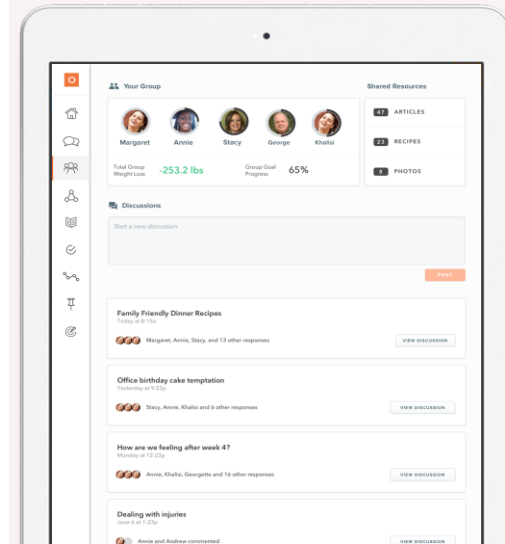 Your Group
Shared Resources
Margaret
Annie
Stacy
George
Khalisi
47 ARTICLES
23 RECIPES
8 PHOTOS
Total Group Weight Loss
-253.2 lbs
Group Goal Progress
65%
Discussions
Start a new discussion
POST
Family Friendly Dinner Recipes
Today at 8:15a
Margaret, Annie, Stacy, and 13 other responses
VIEW DISCUSSION
Office birthday cake temptation
Yesterday at 9:23p
Stacy, Annie, Khalisi and 6 other responses
VIEW DISCUSSION
How are we feeling after week 4?
Monday at 12:23p
Annie, Khalisi, Georgette and 16 other responses
VIEW DISCUSSION
Dealing with injuries
June 6 at 1:23p
Annie and Andrew commented
VIEW DISCUSSION